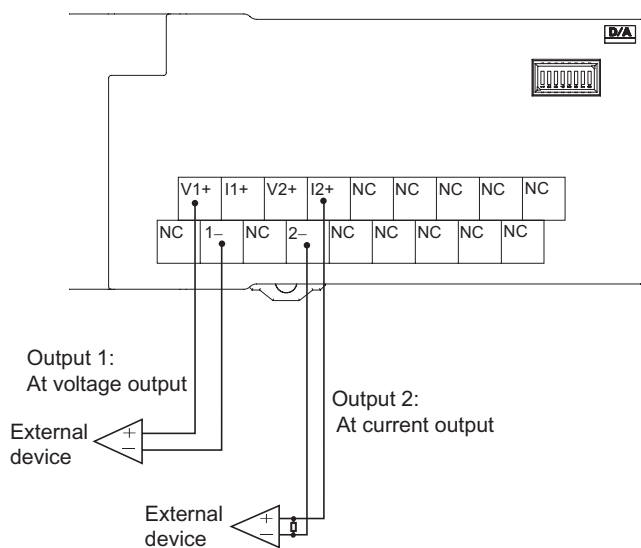 D/A
V1+ I1+ V2+ I2+ NC NC NC NC NC
NC 1– NC 2– NC NC NC NC NC
Output 1:
At voltage output
External
device
+
–
Output 2:
At current output
External
device
+
–